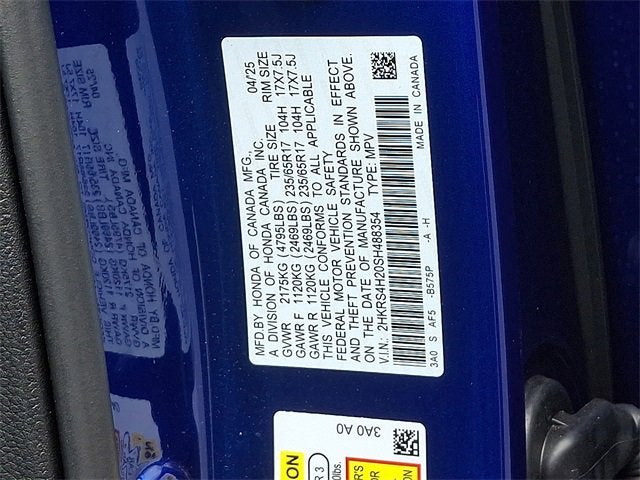 MFD.BY HONDA OF CANADA MFG., 04/25
A DIVISION OF HONDA CANADA INC.
TIRE SIZE RIM SIZE
GVWR 2175KG (4795LBS)
GAWR F 1120KG (2469LBS) 235/65R17 104H 17X7.5J
GAWR R 1120KG (2469LBS) 235/65R17 104H 17X7.5J
THIS VEHICLE CONFORMS TO ALL APPLICABLE
FEDERAL MOTOR VEHICLE SAFETY
AND THEFT PREVENTION STANDARDS IN EFFECT
ON THE DATE OF MANUFACTURE SHOWN ABOVE.
V.I.N.: 2HKRS4H20SH488354 TYPE: MPV
3A0 S AF5 -B575P -A -H MADE IN CANADA
3A0 A0